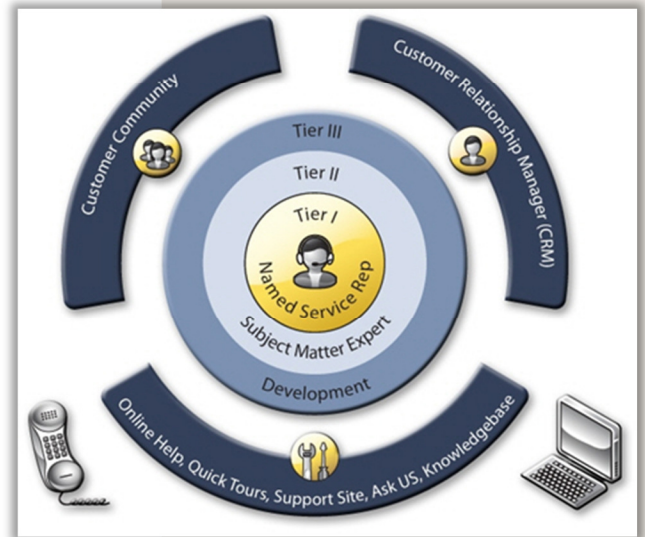 Customer Community
Customer Relationship Manager (CRM)
Tier III
Tier II
Tier I
Named Service Rep
Subject Matter Expert
Development
Online Help, Quick Tours, Support Site, Ask US, Knowledgebase